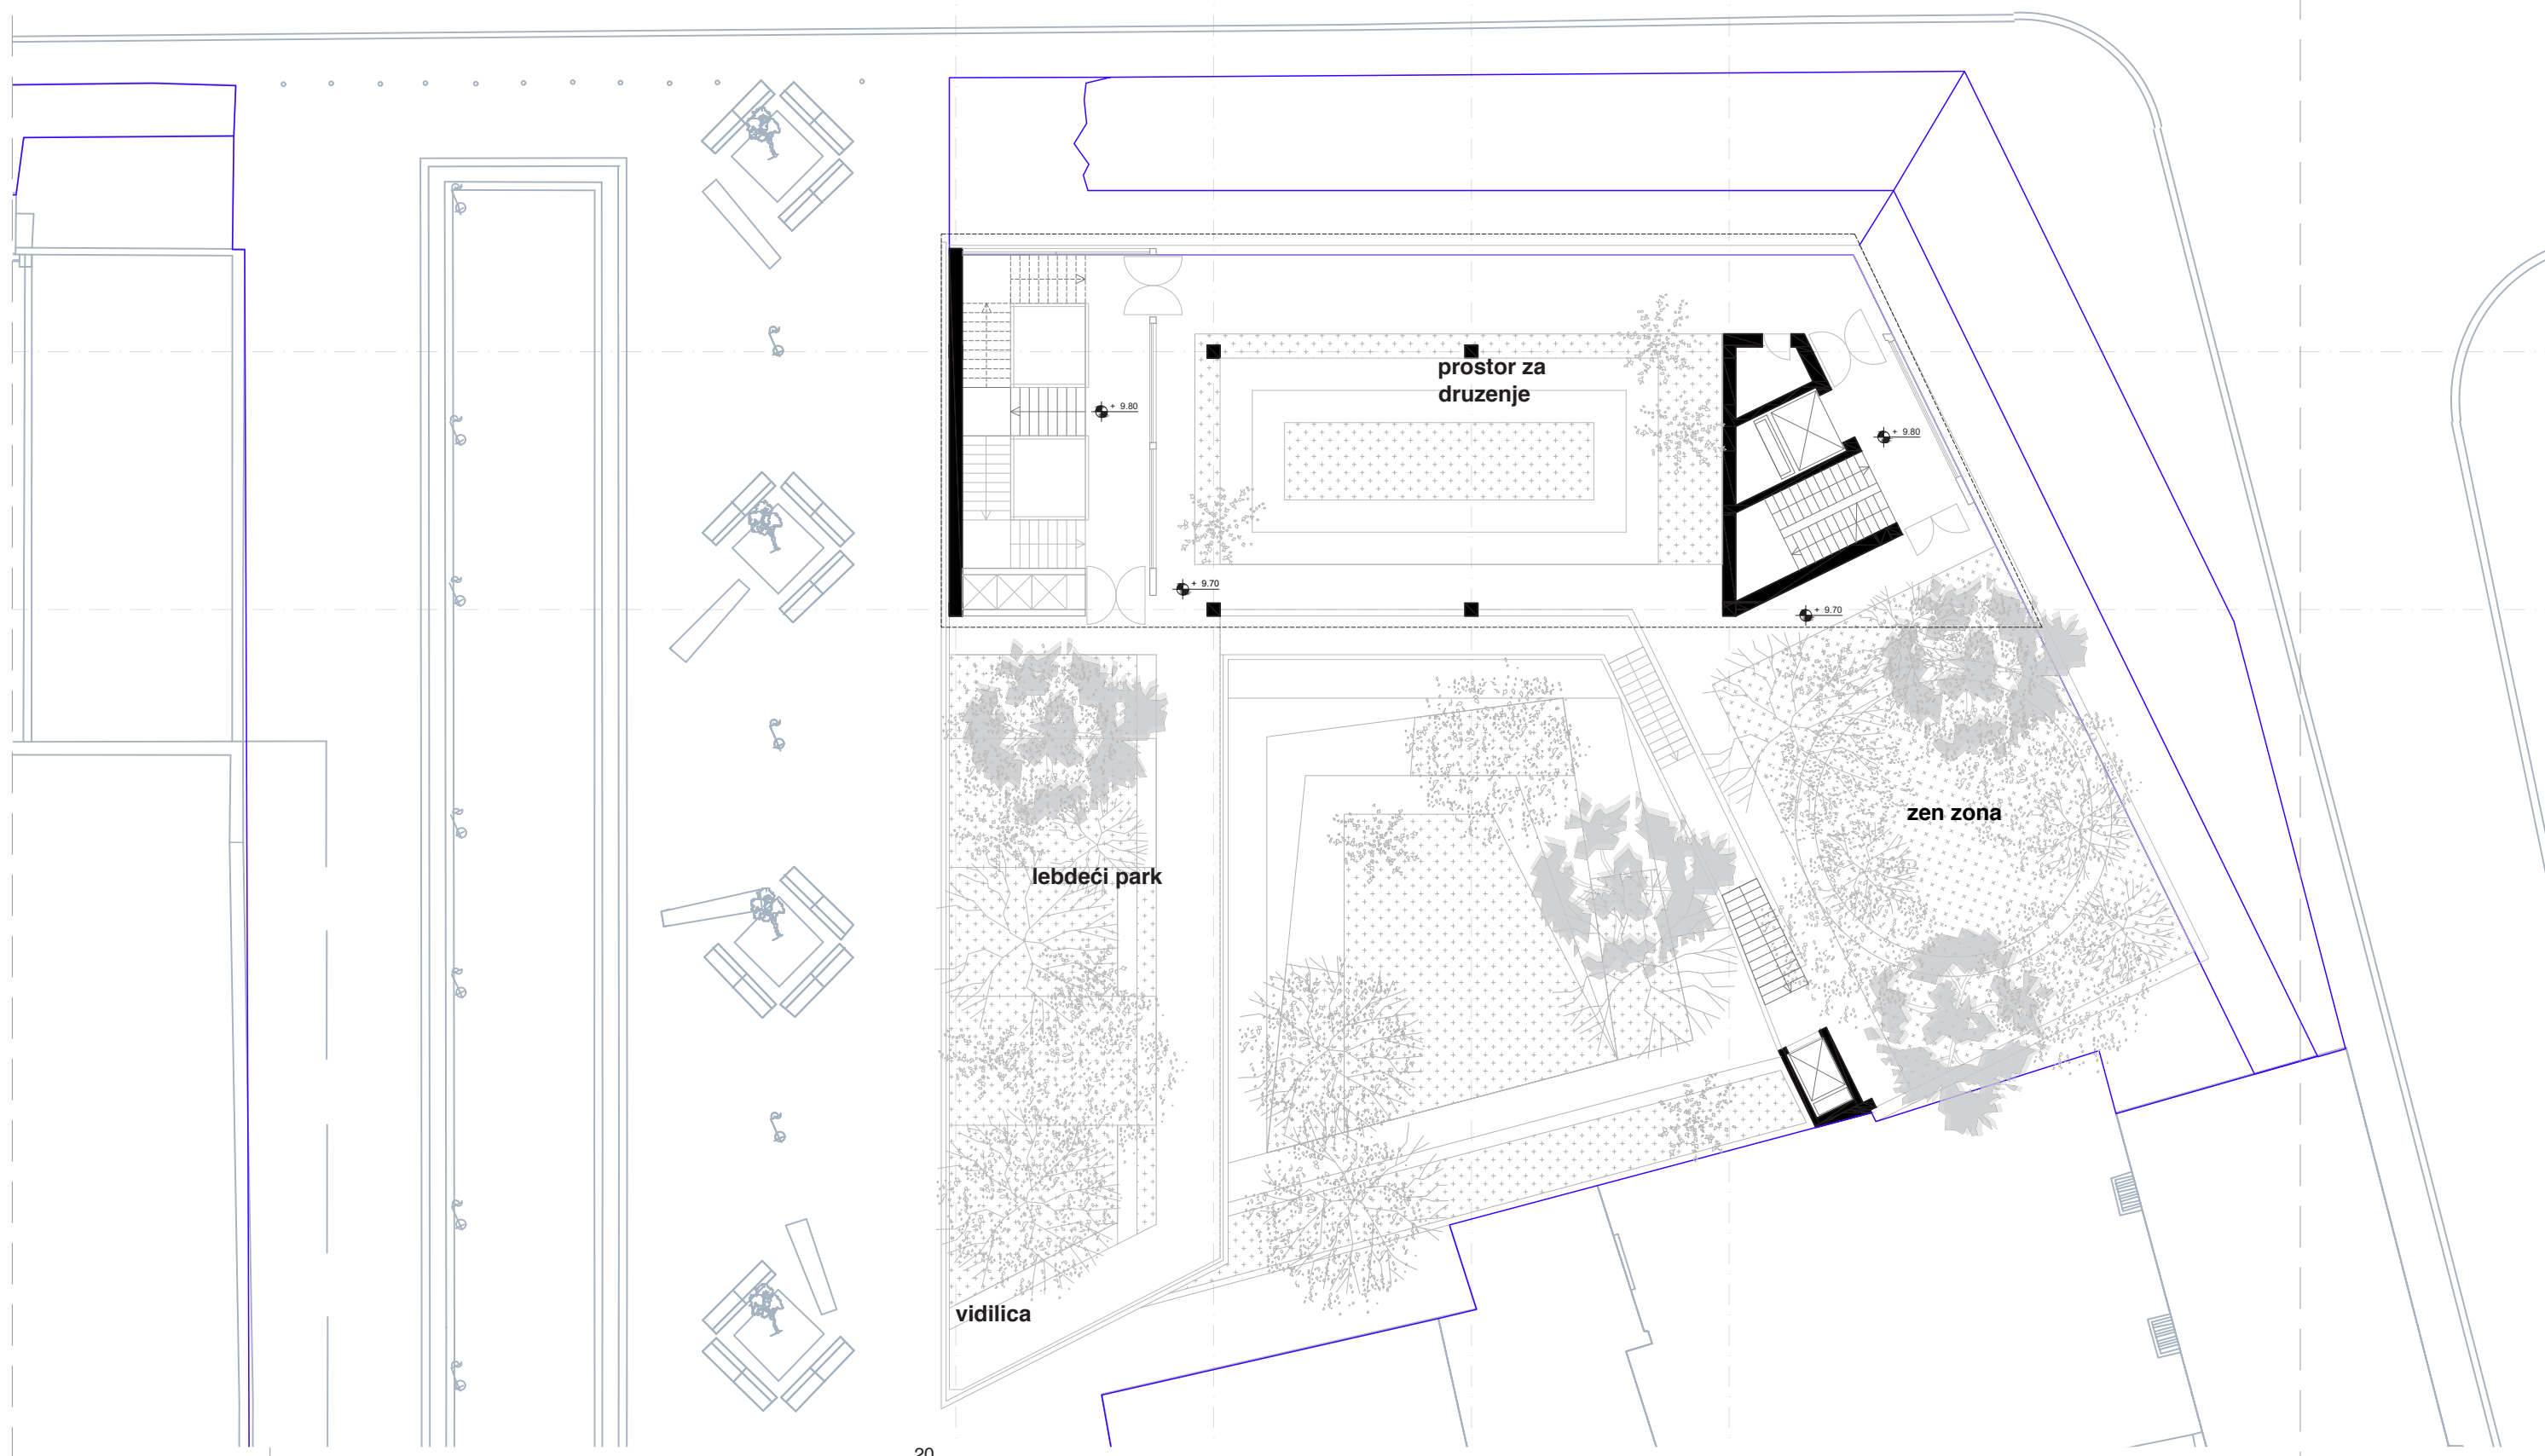 prostor za
druzenje
+ 9.80
+ 9.80
+ 9.70
+ 9.70
zen zona
lebdeći park
vidilica
20